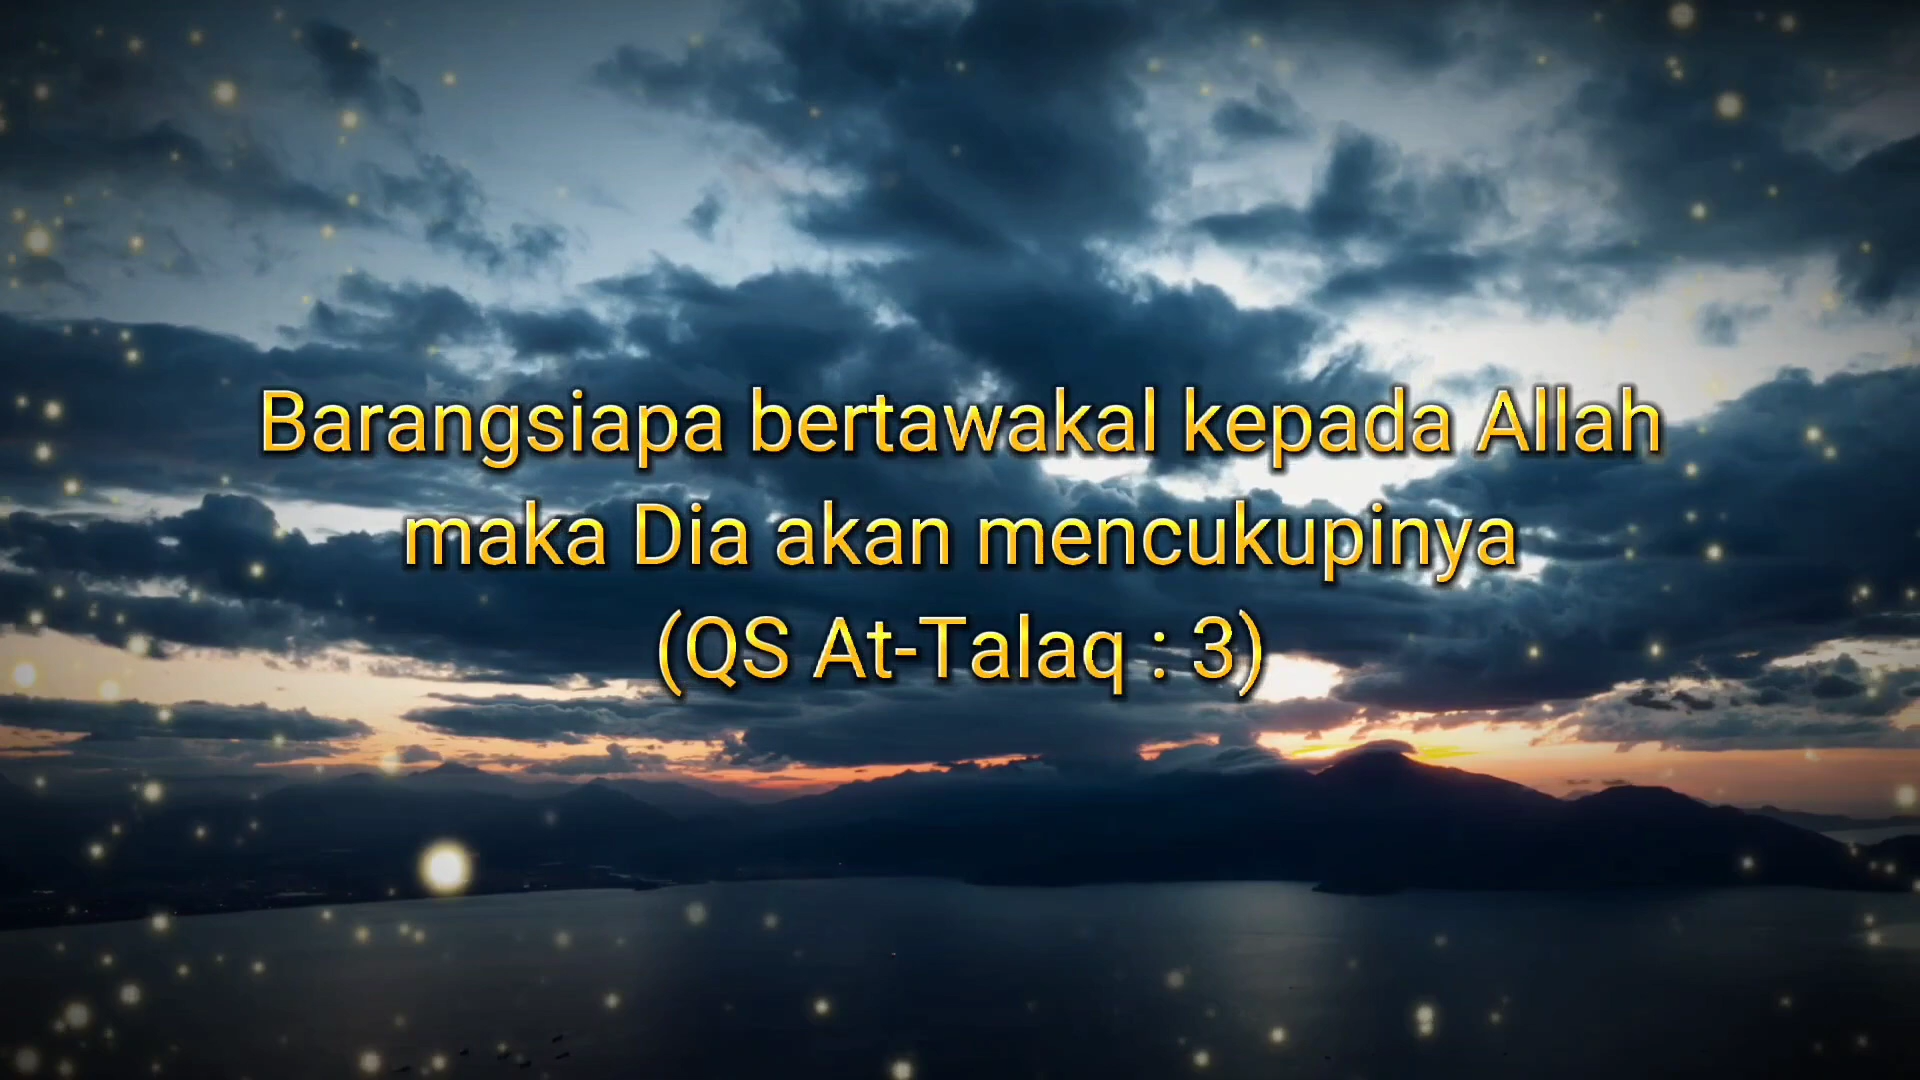 Barangsiapa bertawakal kepada Allah
maka Dia akan mencukupinya
(QS At-Talaq : 3)